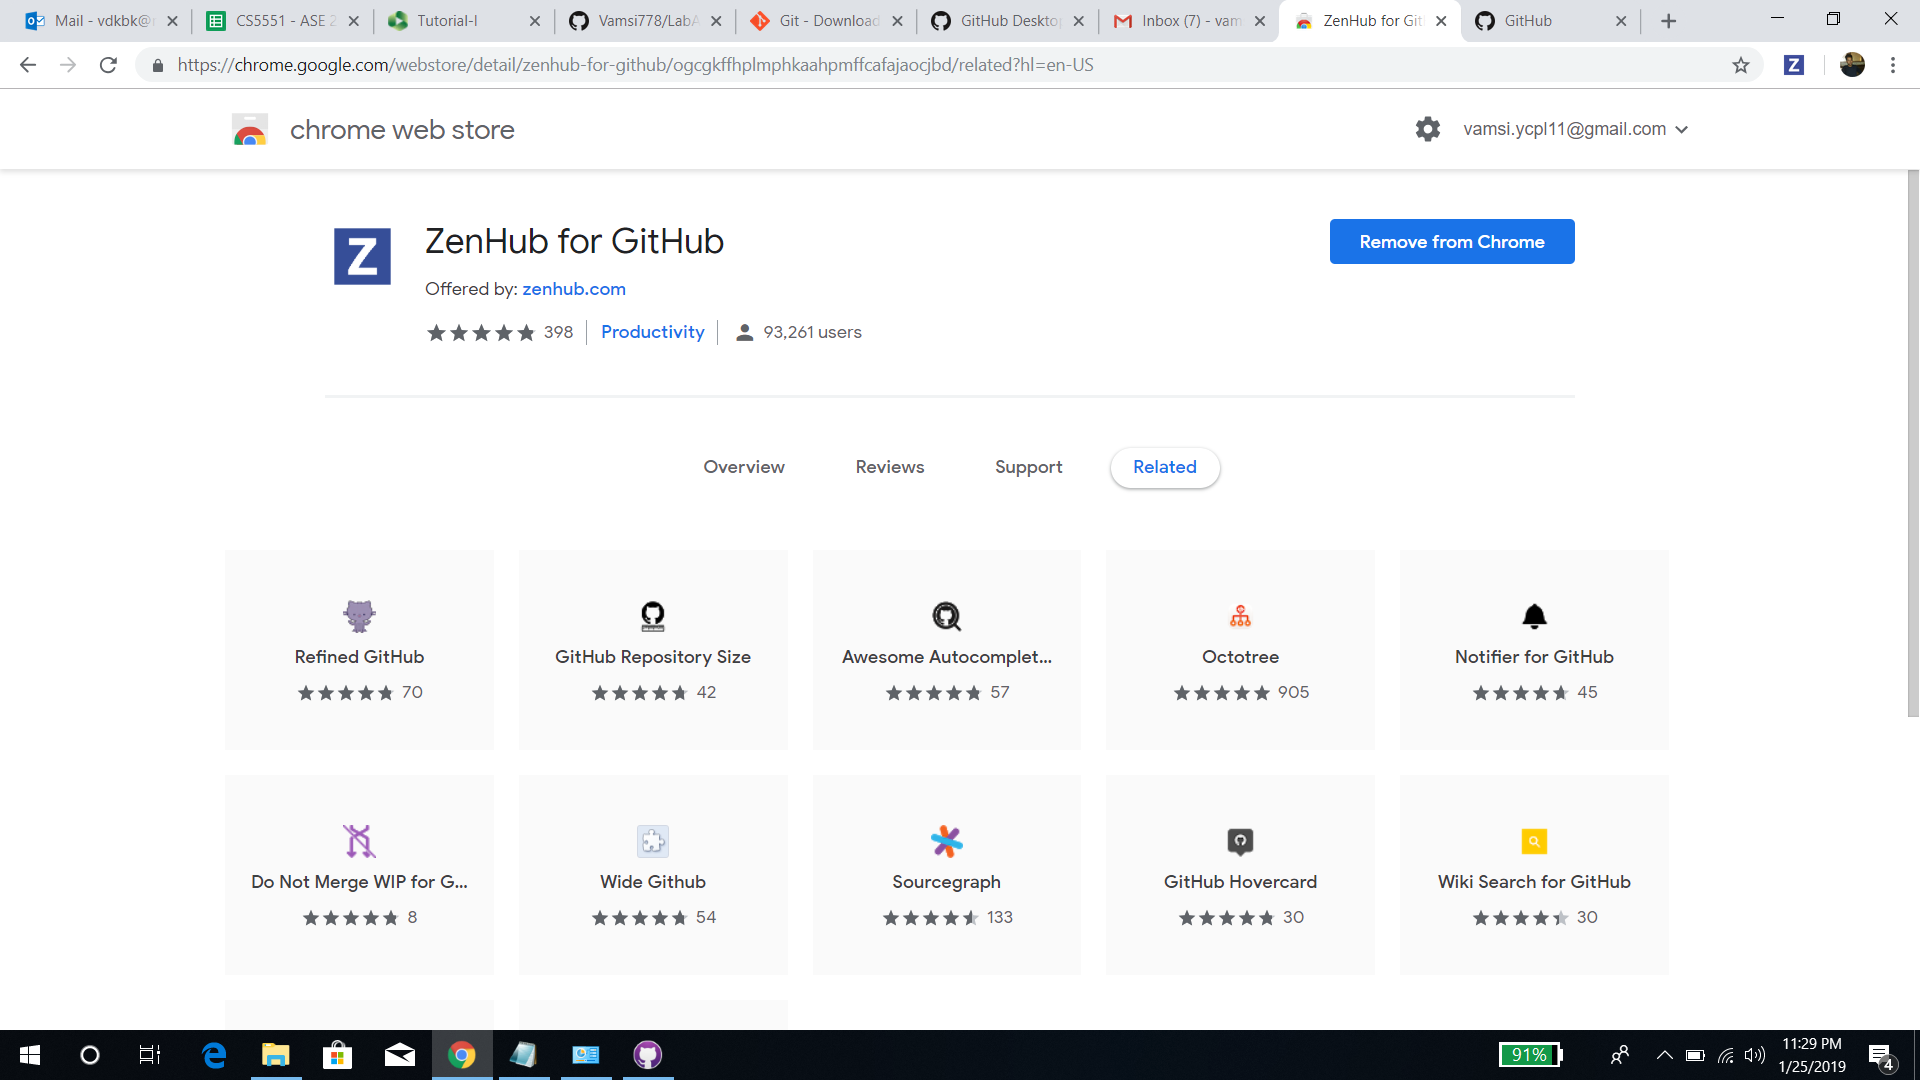 Mail - vdkbk@
CS5551 - ASE 2
Tutorial-I
Vamsi778/LabA
Git - Download
GitHub Desktop
Inbox (7) - vam
ZenHub for Git
GitHub
https://chrome.google.com/webstore/detail/zenhub-for-github/ogcgkffhplmphkaahpmffcafajaocjbd/related?hl=en-US
Z
chrome web store
vamsi.ycpl11@gmail.com
Z
ZenHub for GitHub
Remove from Chrome
Offered by: zenhub.com
398
Productivity
93,261 users
Overview
Reviews
Support
Related
Refined GitHub
70
GitHub Repository Size
42
Awesome Autocomplet...
57
Octotree
905
Notifier for GitHub
45
Do Not Merge WIP for G...
8
Wide Github
54
Sourcegraph
133
GitHub Hovercard
30
Wiki Search for GitHub
30
91%
11:29 PM
1/25/2019
4